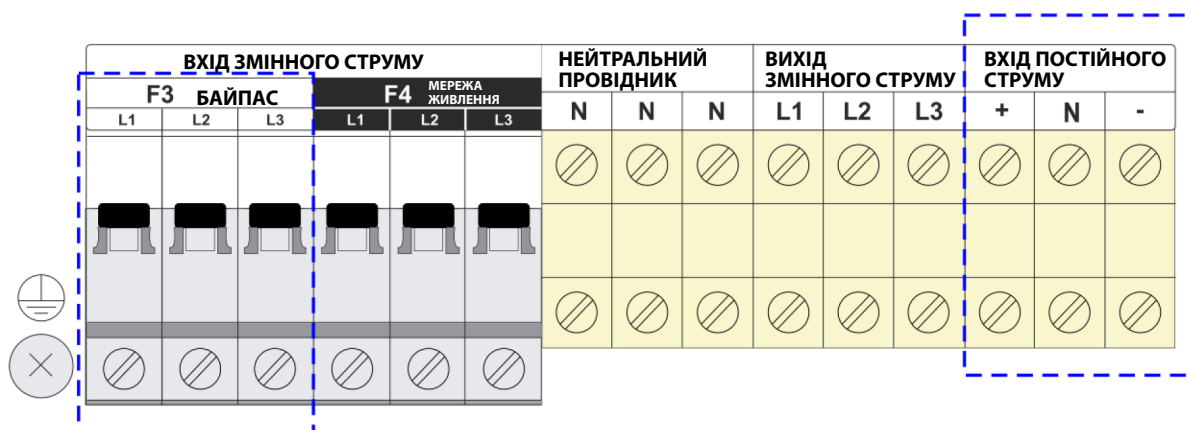 ВХІД ЗМІННОГО СТРУМУ
F3 БАЙПАС
L1 L2 L3
F4 МЕРЕЖА
ЖИВЛЕННЯ
L1 L2 L3
НЕЙТРАЛЬНИЙ
ПРОВІДНИК
N N N
ВИХІД
ЗМІННОГО СТРУМУ
L1 L2 L3
ВХІД ПОСТІЙНОГО
СТРУМУ
+ N -